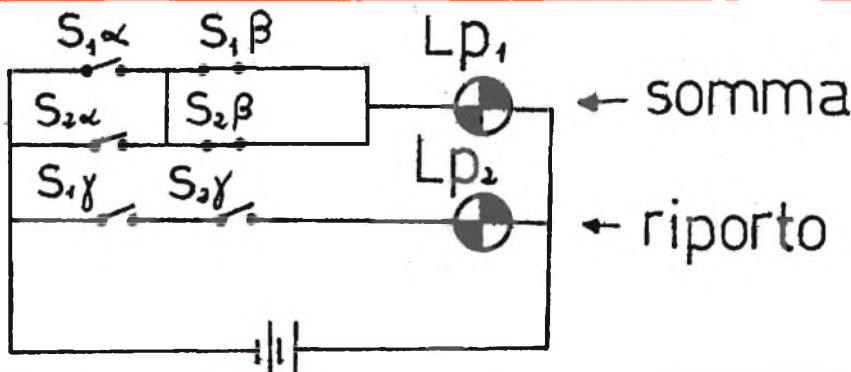 S₁α S₁β Lp₁
← somma
S₂α S₂β
S₁γ S₂γ Lp₂
← riporto